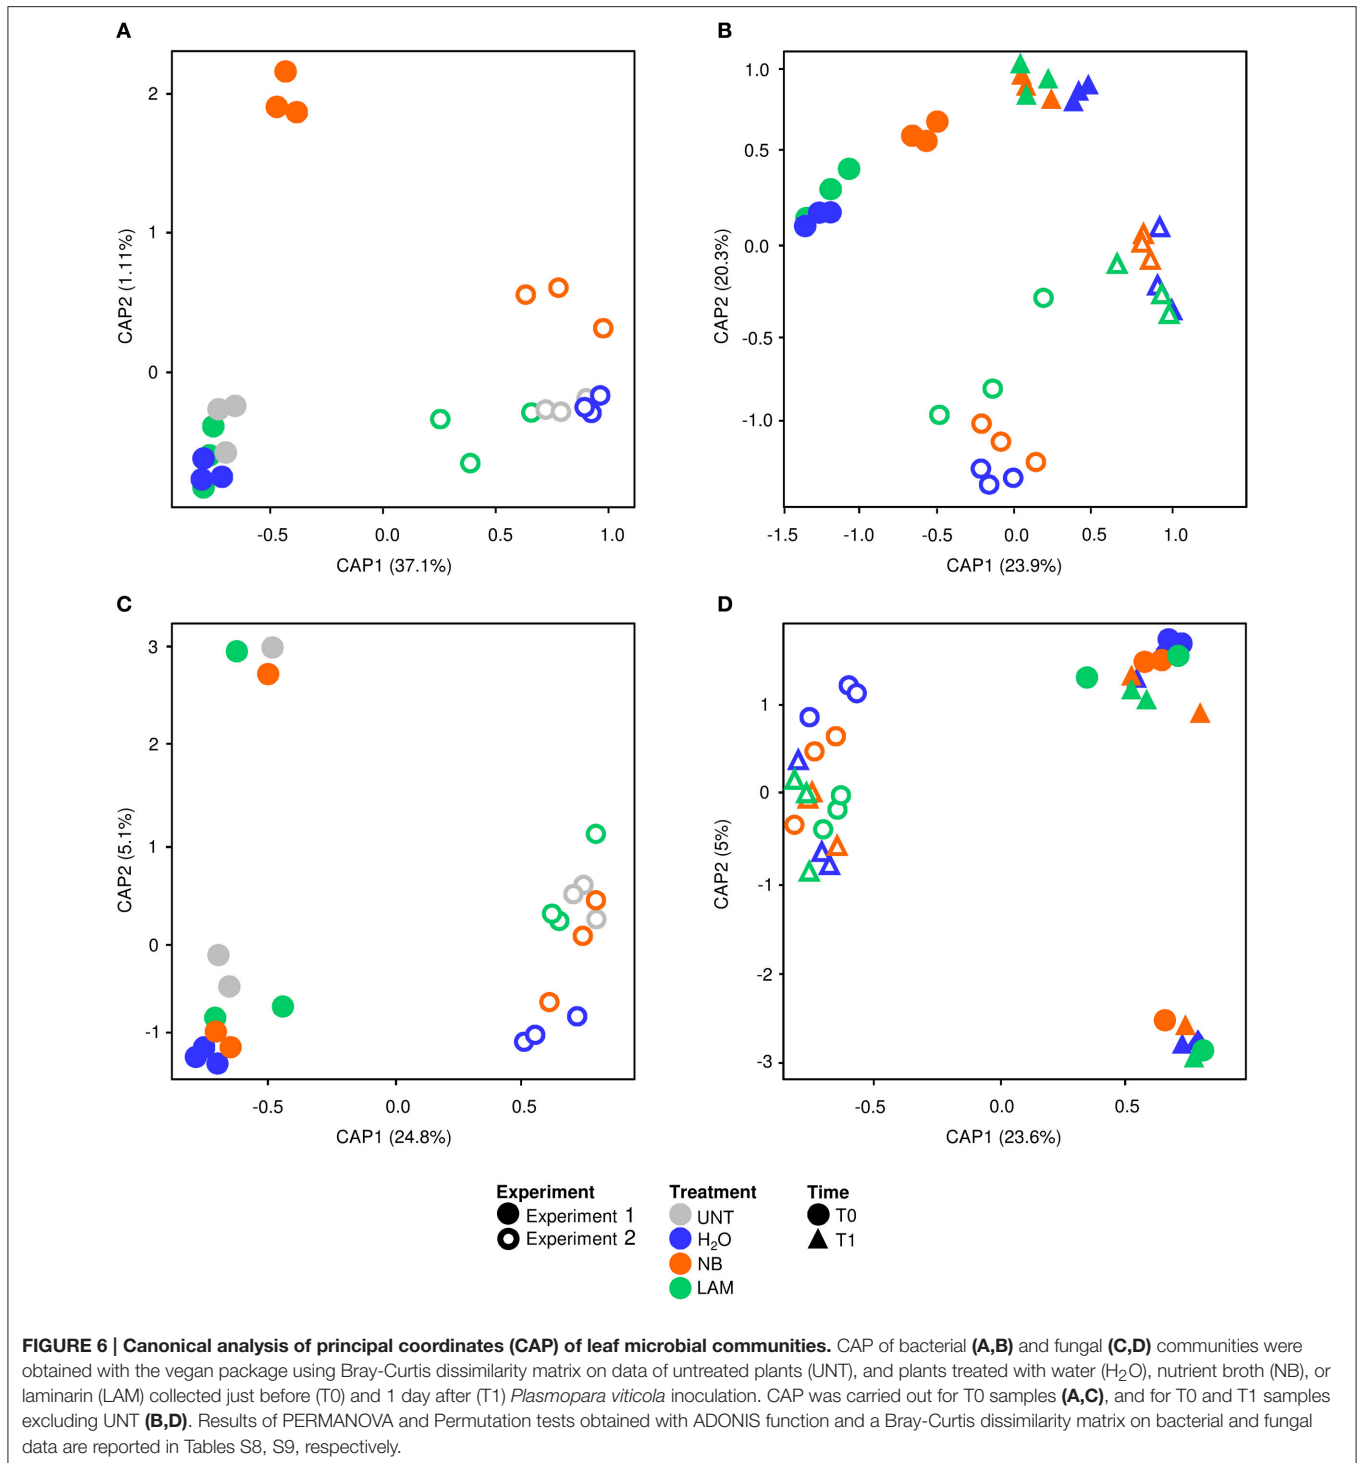 A
2
1
0
CAP2 (1.11%)
-0.5
0.0
0.5
1.0
CAP1 (37.1%)
B
1.0
0.5
0.0
-0.5
-1.0
CAP2 (20.3%)
-1.5
-1.0
-0.5
0.0
0.5
1.0
CAP1 (23.9%)
C
3
2
1
0
-1
CAP2 (5.1%)
-0.5
0.0
0.5
CAP1 (24.8%)
D
1
0
-1
-2
-3
CAP2 (5%)
-0.5
0.0
0.5
CAP1 (23.6%)
Experiment
Experiment 1
Experiment 2
Treatment
UNT
H₂O
NB
LAM
Time
T0
T1
FIGURE 6 | Canonical analysis of principal coordinates (CAP) of leaf microbial communities. CAP of bacterial (A,B) and fungal (C,D) communities were
obtained with the vegan package using Bray-Curtis dissimilarity matrix on data of untreated plants (UNT), and plants treated with water (H₂O), nutrient broth (NB), or
laminarin (LAM) collected just before (T0) and 1 day after (T1) Plasmopara viticola inoculation. CAP was carried out for T0 samples (A,C), and for T0 and T1 samples
excluding UNT (B,D). Results of PERMANOVA and Permutation tests obtained with ADONIS function and a Bray-Curtis dissimilarity matrix on bacterial and fungal
data are reported in Tables S8, S9, respectively.